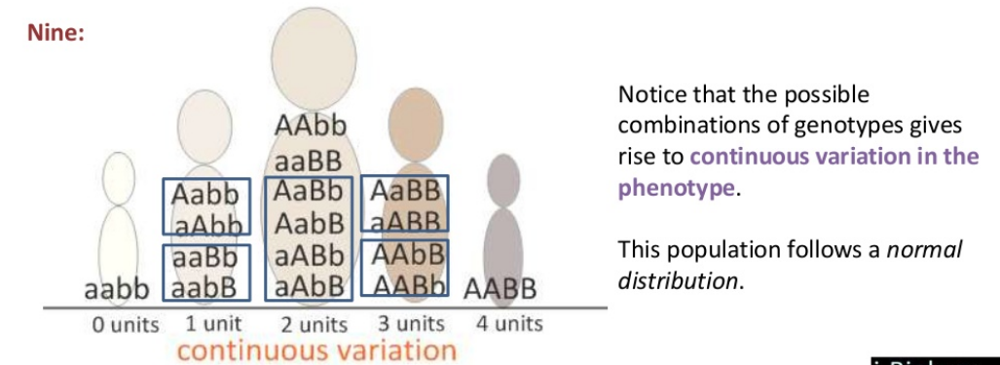 Nine:
AAbb
aaBB
Aabb
aAbb
aaBb
aabB
AaBb
AabB
aABb
aAbB
AaBB
aABB
AAbB
AABb
aabb
AABB
0 units
1 unit
2 units
3 units
4 units
continuous variation
Notice that the possible
combinations of genotypes gives
rise to continuous variation in the
phenotype.
This population follows a normal
distribution.